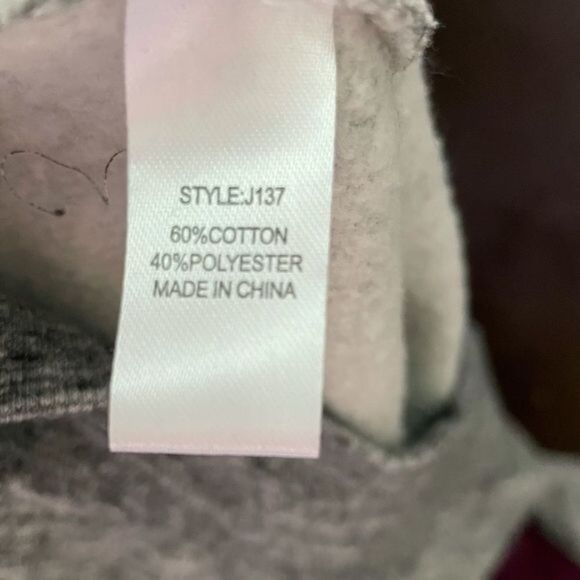 STYLE:J137
60%COTTON
40%POLYESTER
MADE IN CHINA